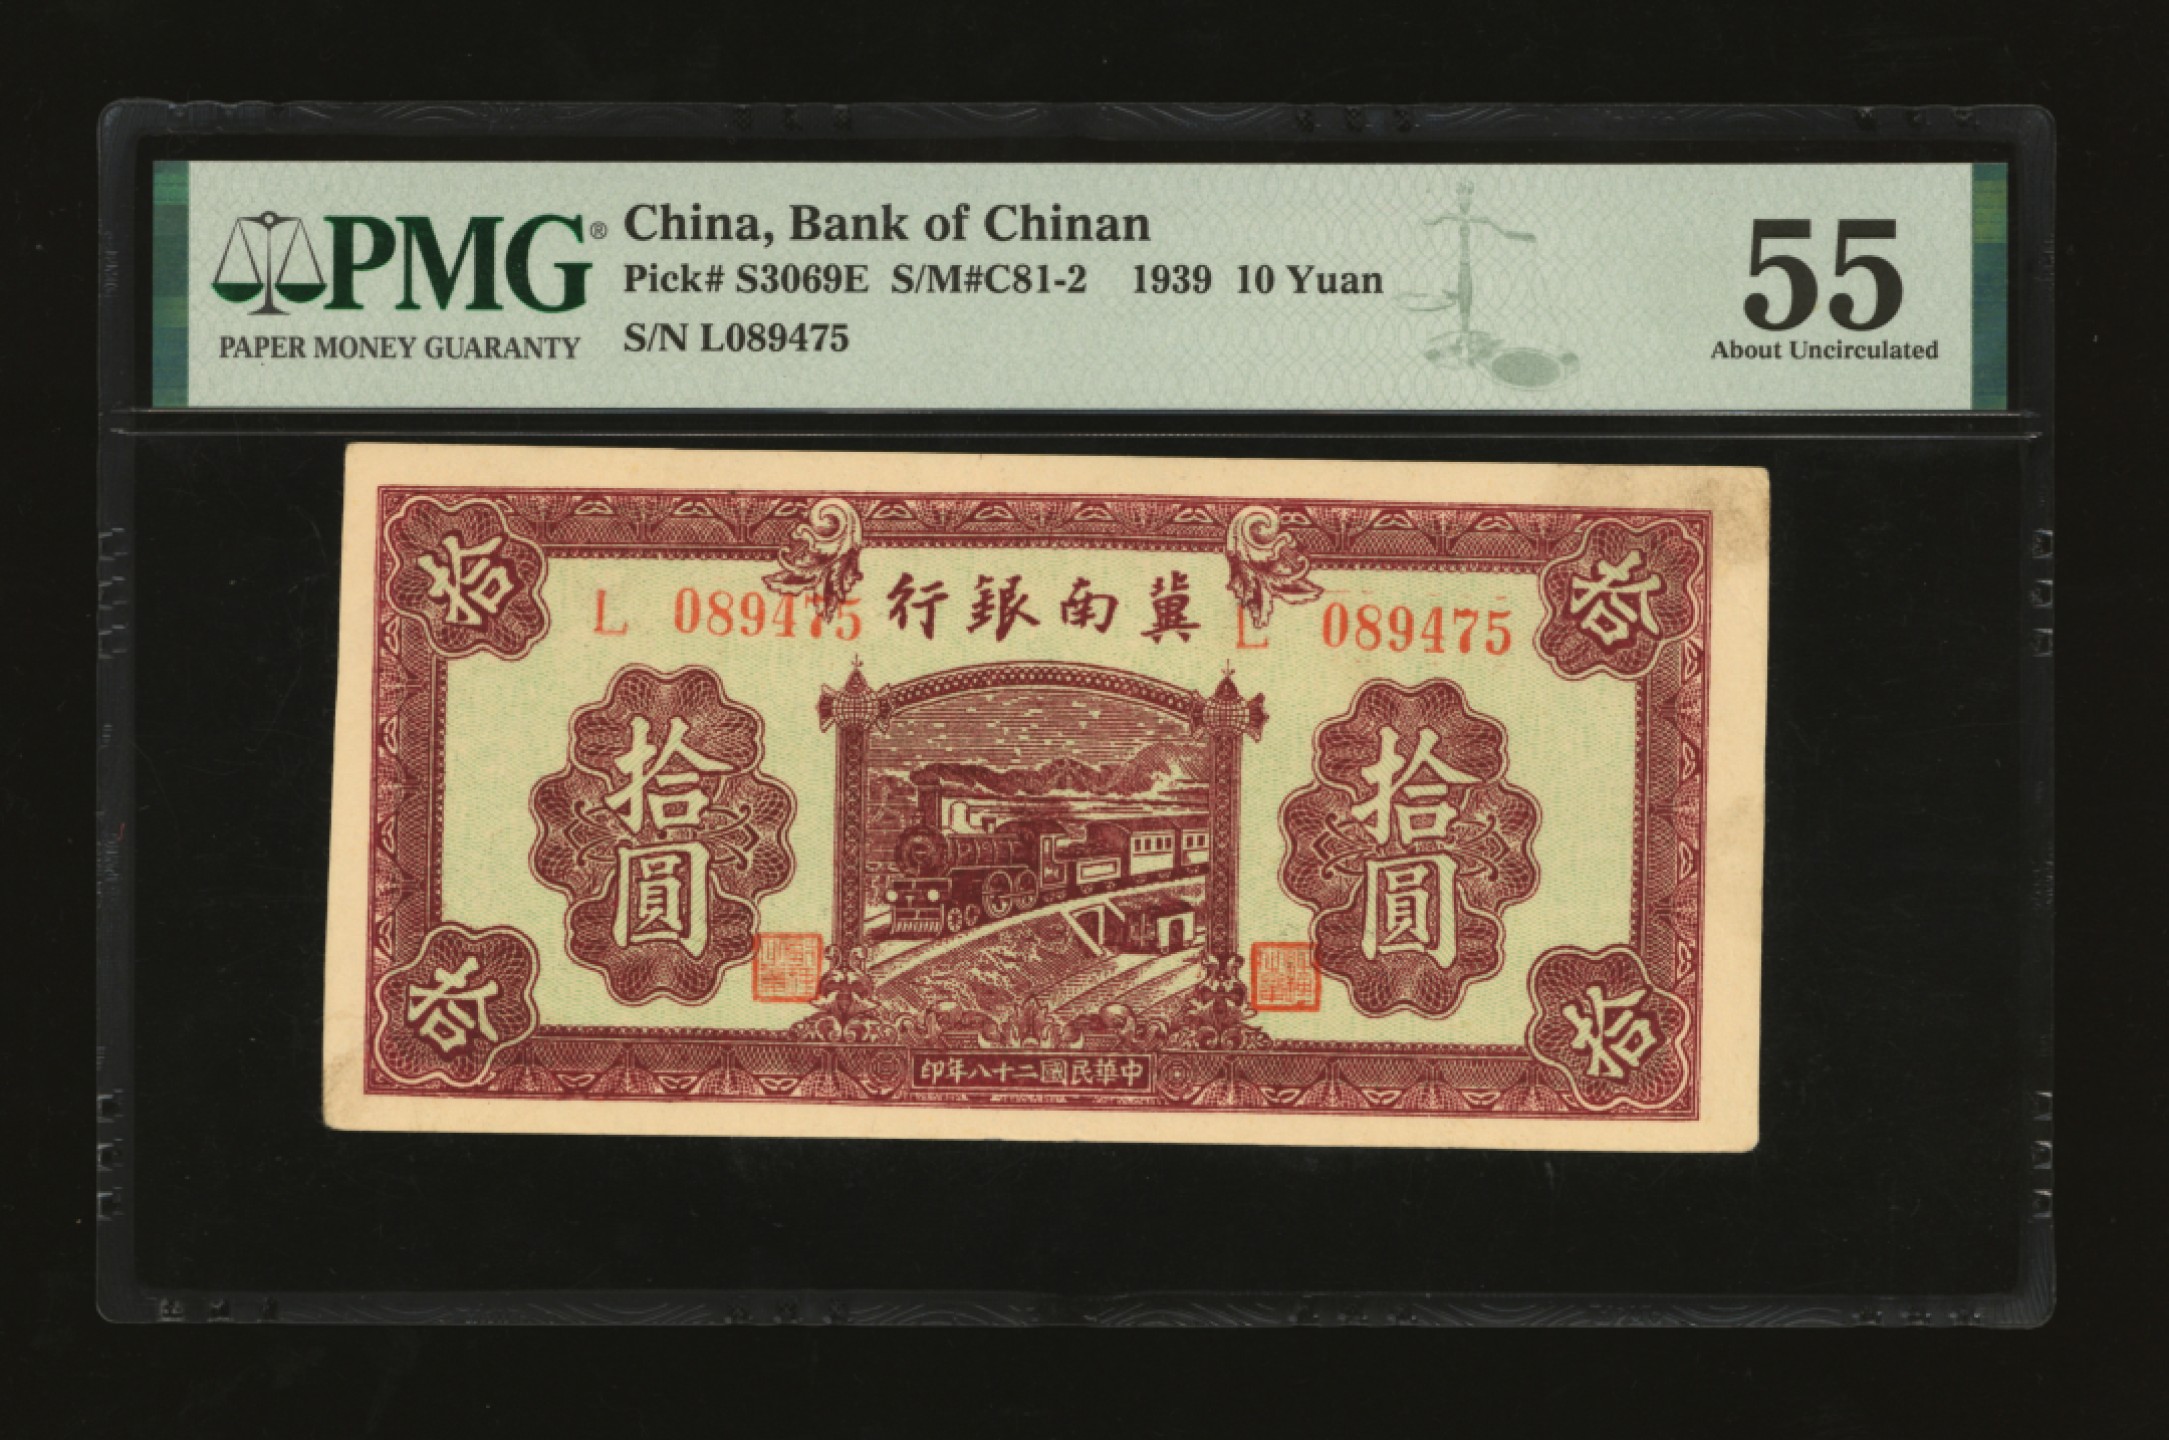 PMG®
PAPER MONEY GUARANTY
China, Bank of Chinan
Pick# S3069E S/M#C81-2 1939 10 Yuan
S/N L089475
55
About Uncirculated
拾
拾
行銀南冀
L 089475
L 089475
拾圓
拾圓
拾
拾
印年八十二國民華中